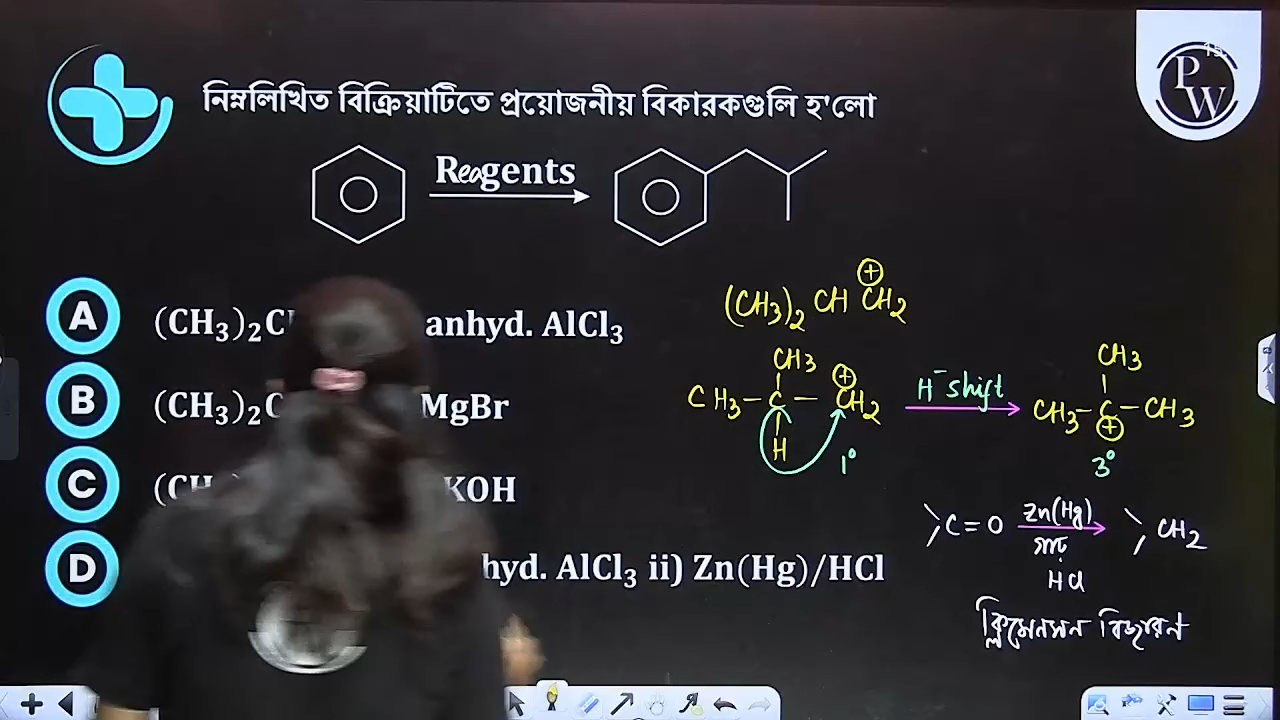 PW
নিম্নলিখিত বিক্রিয়াটিতে প্রয়োজনীয় বিকারকগুলি হ'লো
Reagents
A (CH₃)₂C anhyd. AlCl₃
B (CH₃)₂C MgBr
C (CH KOH
D hyd. AlCl₃ ii) Zn(Hg)/HCl
(CH₃)₂ CH CH₂
⊕
CH₃
⊕
CH₃ – C – CH₂
H
1°
H⁻ shift
CH₃
CH₃ – C – CH₃
⊕
3°
C = O
Zn(Hg)
গাঢ়
HCl
CH₂
ক্লিমেনসন বিজারণ